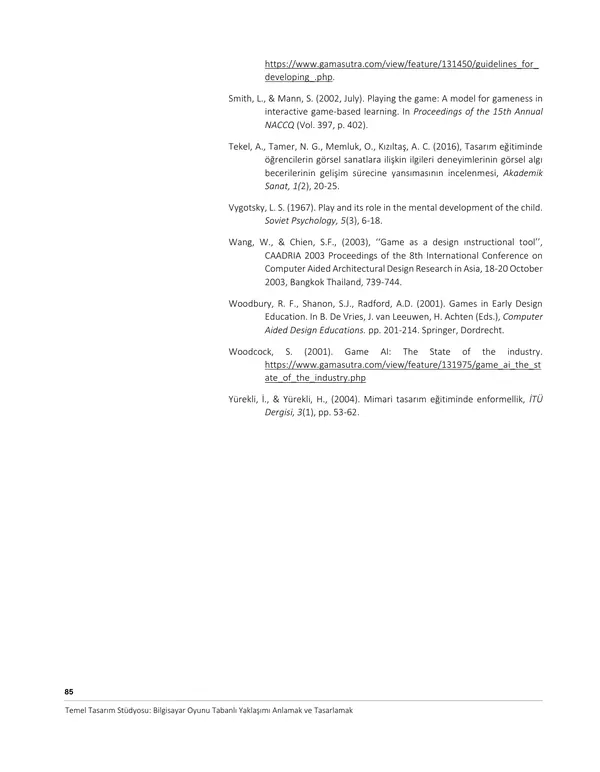 https://www.gamasutra.com/view/feature/131450/guidelines_for_
developing_.php.
Smith, L., & Mann, S. (2002, July). Playing the game: A model for gameness in
interactive game-based learning. In Proceedings of the 15th Annual
NACCQ (Vol. 397, p. 402).
Tekel, A., Tamer, N. G., Memluk, O., Kızıltaş, A. C. (2016), Tasarım eğitiminde
öğrencilerin görsel sanatlara ilişkin ilgileri deneyimlerinin görsel algı
becerilerinin gelişim sürecine yansımasının incelenmesi, Akademik
Sanat, 1(2), 20-25.
Vygotsky, L. S. (1967). Play and its role in the mental development of the child.
Soviet Psychology, 5(3), 6-18.
Wang, W., & Chien, S.F., (2003), ‘‘Game as a design ınstructional tool’’,
CAADRIA 2003 Proceedings of the 8th International Conference on
Computer Aided Architectural Design Research in Asia, 18-20 October
2003, Bangkok Thailand, 739-744.
Woodbury, R. F., Shanon, S.J., Radford, A.D. (2001). Games in Early Design
Education. In B. De Vries, J. van Leeuwen, H. Achten (Eds.), Computer
Aided Design Educations. pp. 201-214. Springer, Dordrecht.
Woodcock, S. (2001). Game AI: The State of the industry.
https://www.gamasutra.com/view/feature/131975/game_ai_the_st
ate_of_the_industry.php
Yürekli, İ., & Yürekli, H., (2004). Mimari tasarım eğitiminde enformellik, İTÜ
Dergisi, 3(1), pp. 53-62.
85
Temel Tasarım Stüdyosu: Bilgisayar Oyunu Tabanlı Yaklaşımı Anlamak ve Tasarlamak